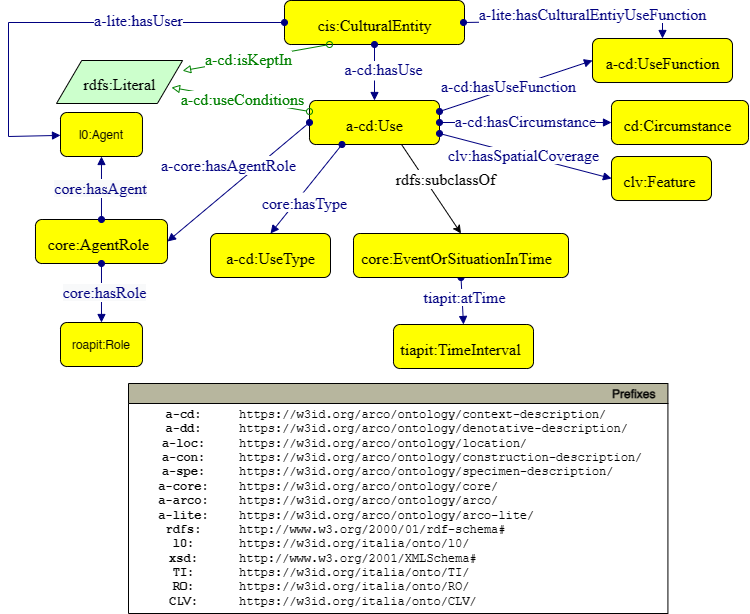 a-lite:hasUser
cis:CulturalEntity
a-lite:hasCulturalEntiyUseFunction
a-cd:isKeptIn
a-cd:hasUse
a-cd:UseFunction
rdfs:Literal
a-cd:hasUseFunction
a-cd:useConditions
l0:Agent
a-cd:Use
a-cd:hasCircumstance
cd:Circumstance
a-core:hasAgentRole
clv:hasSpatialCoverage
core:hasAgent
rdfs:subclassOf
clv:Feature
core:hasType
core:AgentRole
a-cd:UseType
core:EventOrSituationInTime
core:hasRole
tiapit:atTime
roapit:Role
tiapit:TimeInterval
Prefixes
a-cd: https://w3id.org/arco/ontology/context-description/
a-dd: https://w3id.org/arco/ontology/denotative-description/
a-loc: https://w3id.org/arco/ontology/location/
a-con: https://w3id.org/arco/ontology/construction-description/
a-spe: https://w3id.org/arco/ontology/specimen-description/
a-core: https://w3id.org/arco/ontology/core/
a-arco: https://w3id.org/arco/ontology/arco/
a-lite: https://w3id.org/arco/ontology/arco-lite/
rdfs: http://www.w3.org/2000/01/rdf-schema#
l0: https://w3id.org/italia/onto/l0/
xsd: http://www.w3.org/2001/XMLSchema#
TI: https://w3id.org/italia/onto/TI/
RO: https://w3id.org/italia/onto/RO/
CLV: https://w3id.org/italia/onto/CLV/